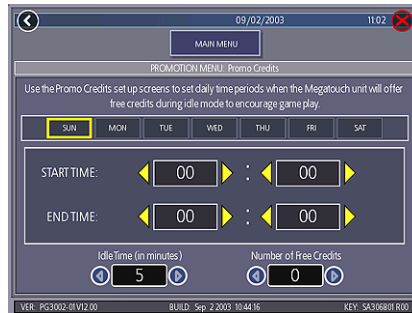 09/02/2003 11:02
MAIN MENU
PROMOTION MENU: Promo Credits
Use the Promo Credits set up screens to set daily time periods when the Megatouch unit will offer
free credits during idle mode to encourage game play.
SUN MON TUE WED THU FRI SAT
START TIME: 00 : 00
END TIME: 00 : 00
Idle Time (in minutes) Number of Free Credits
5 0
VER: PG3002-01 V12.00 BUILD: Sep 2 2003 10:44:16 KEY: SA306801 R00